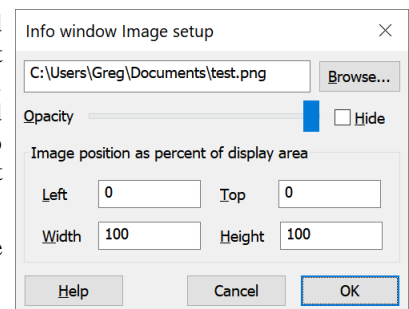 Info window Image setup
C:\Users\Greg\Documents\test.png Browse...
Opacity Hide
Image position as percent of display area
Left 0 Top 0
Width 100 Height 100
Help Cancel OK